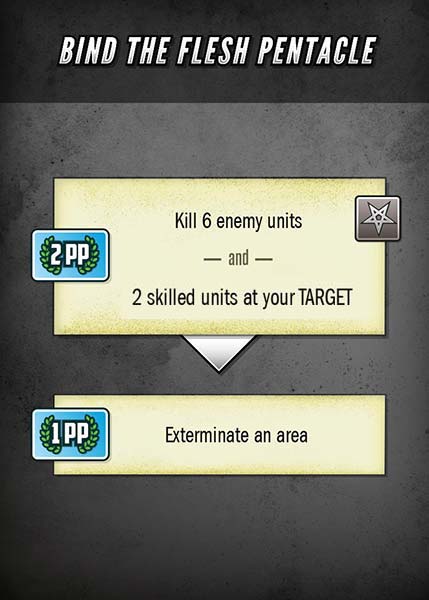 BIND THE FLESH PENTACLE
Kill 6 enemy units
2 PP
— and —
2 skilled units at your TARGET
1 PP
Exterminate an area